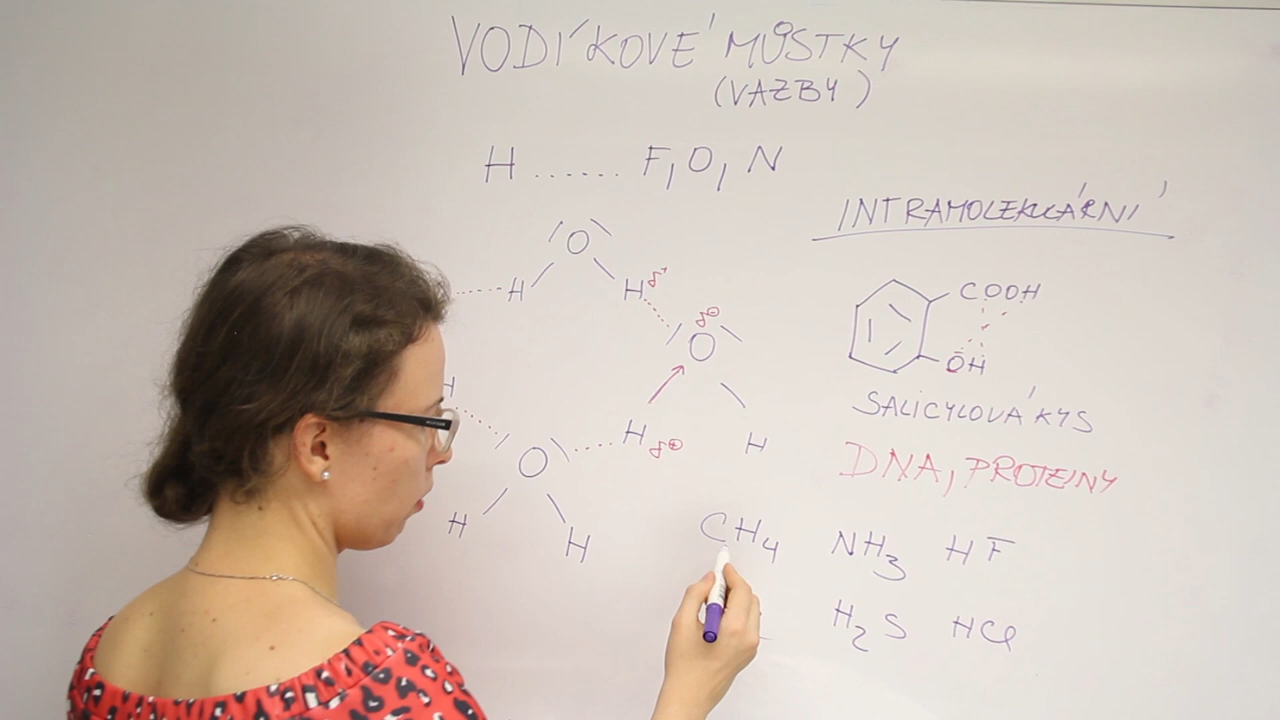 VODÍKOVÉ MŮSTKY
(VAZBY)
H ...... F, O, N
INTRAMOLEKULÁRNÍ
O
H H δ+
δ⊖
O
COOH
OH
SALICYLOVÁ KYS
H
H δ⊕ H
O
DNA, PROTEINY
H H
CH4 NH3 HF
H2S HCl